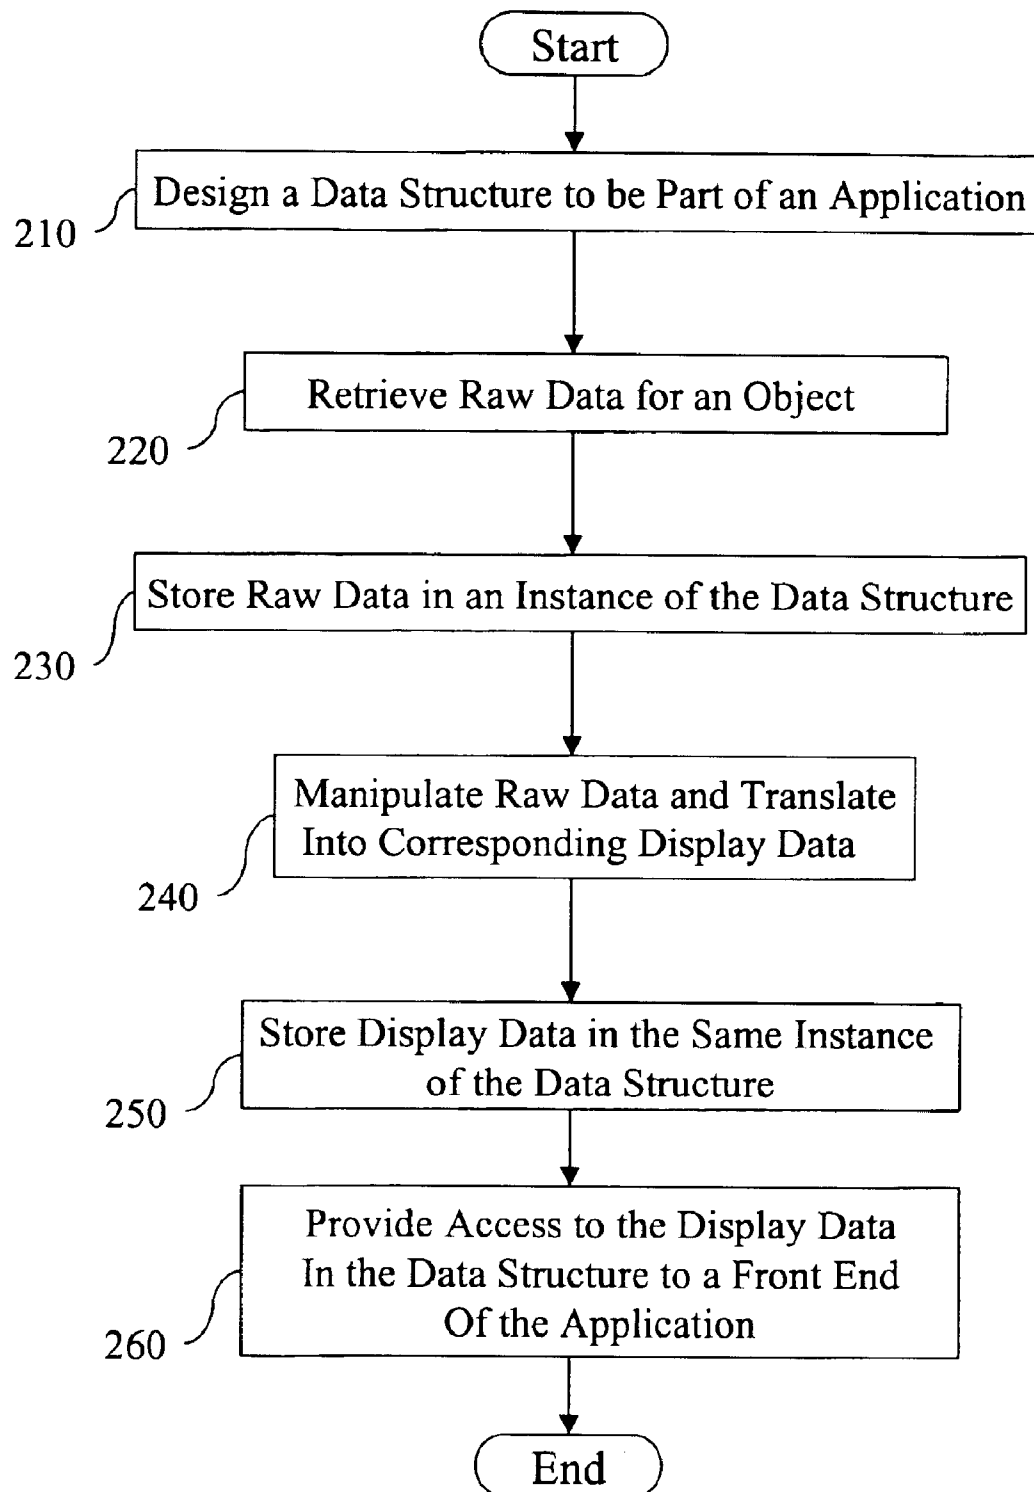 Start
Design a Data Structure to be Part of an Application
210
Retrieve Raw Data for an Object
220
Store Raw Data in an Instance of the Data Structure
230
Manipulate Raw Data and Translate
Into Corresponding Display Data
240
Store Display Data in the Same Instance
of the Data Structure
250
Provide Access to the Display Data
In the Data Structure to a Front End
Of the Application
260
End